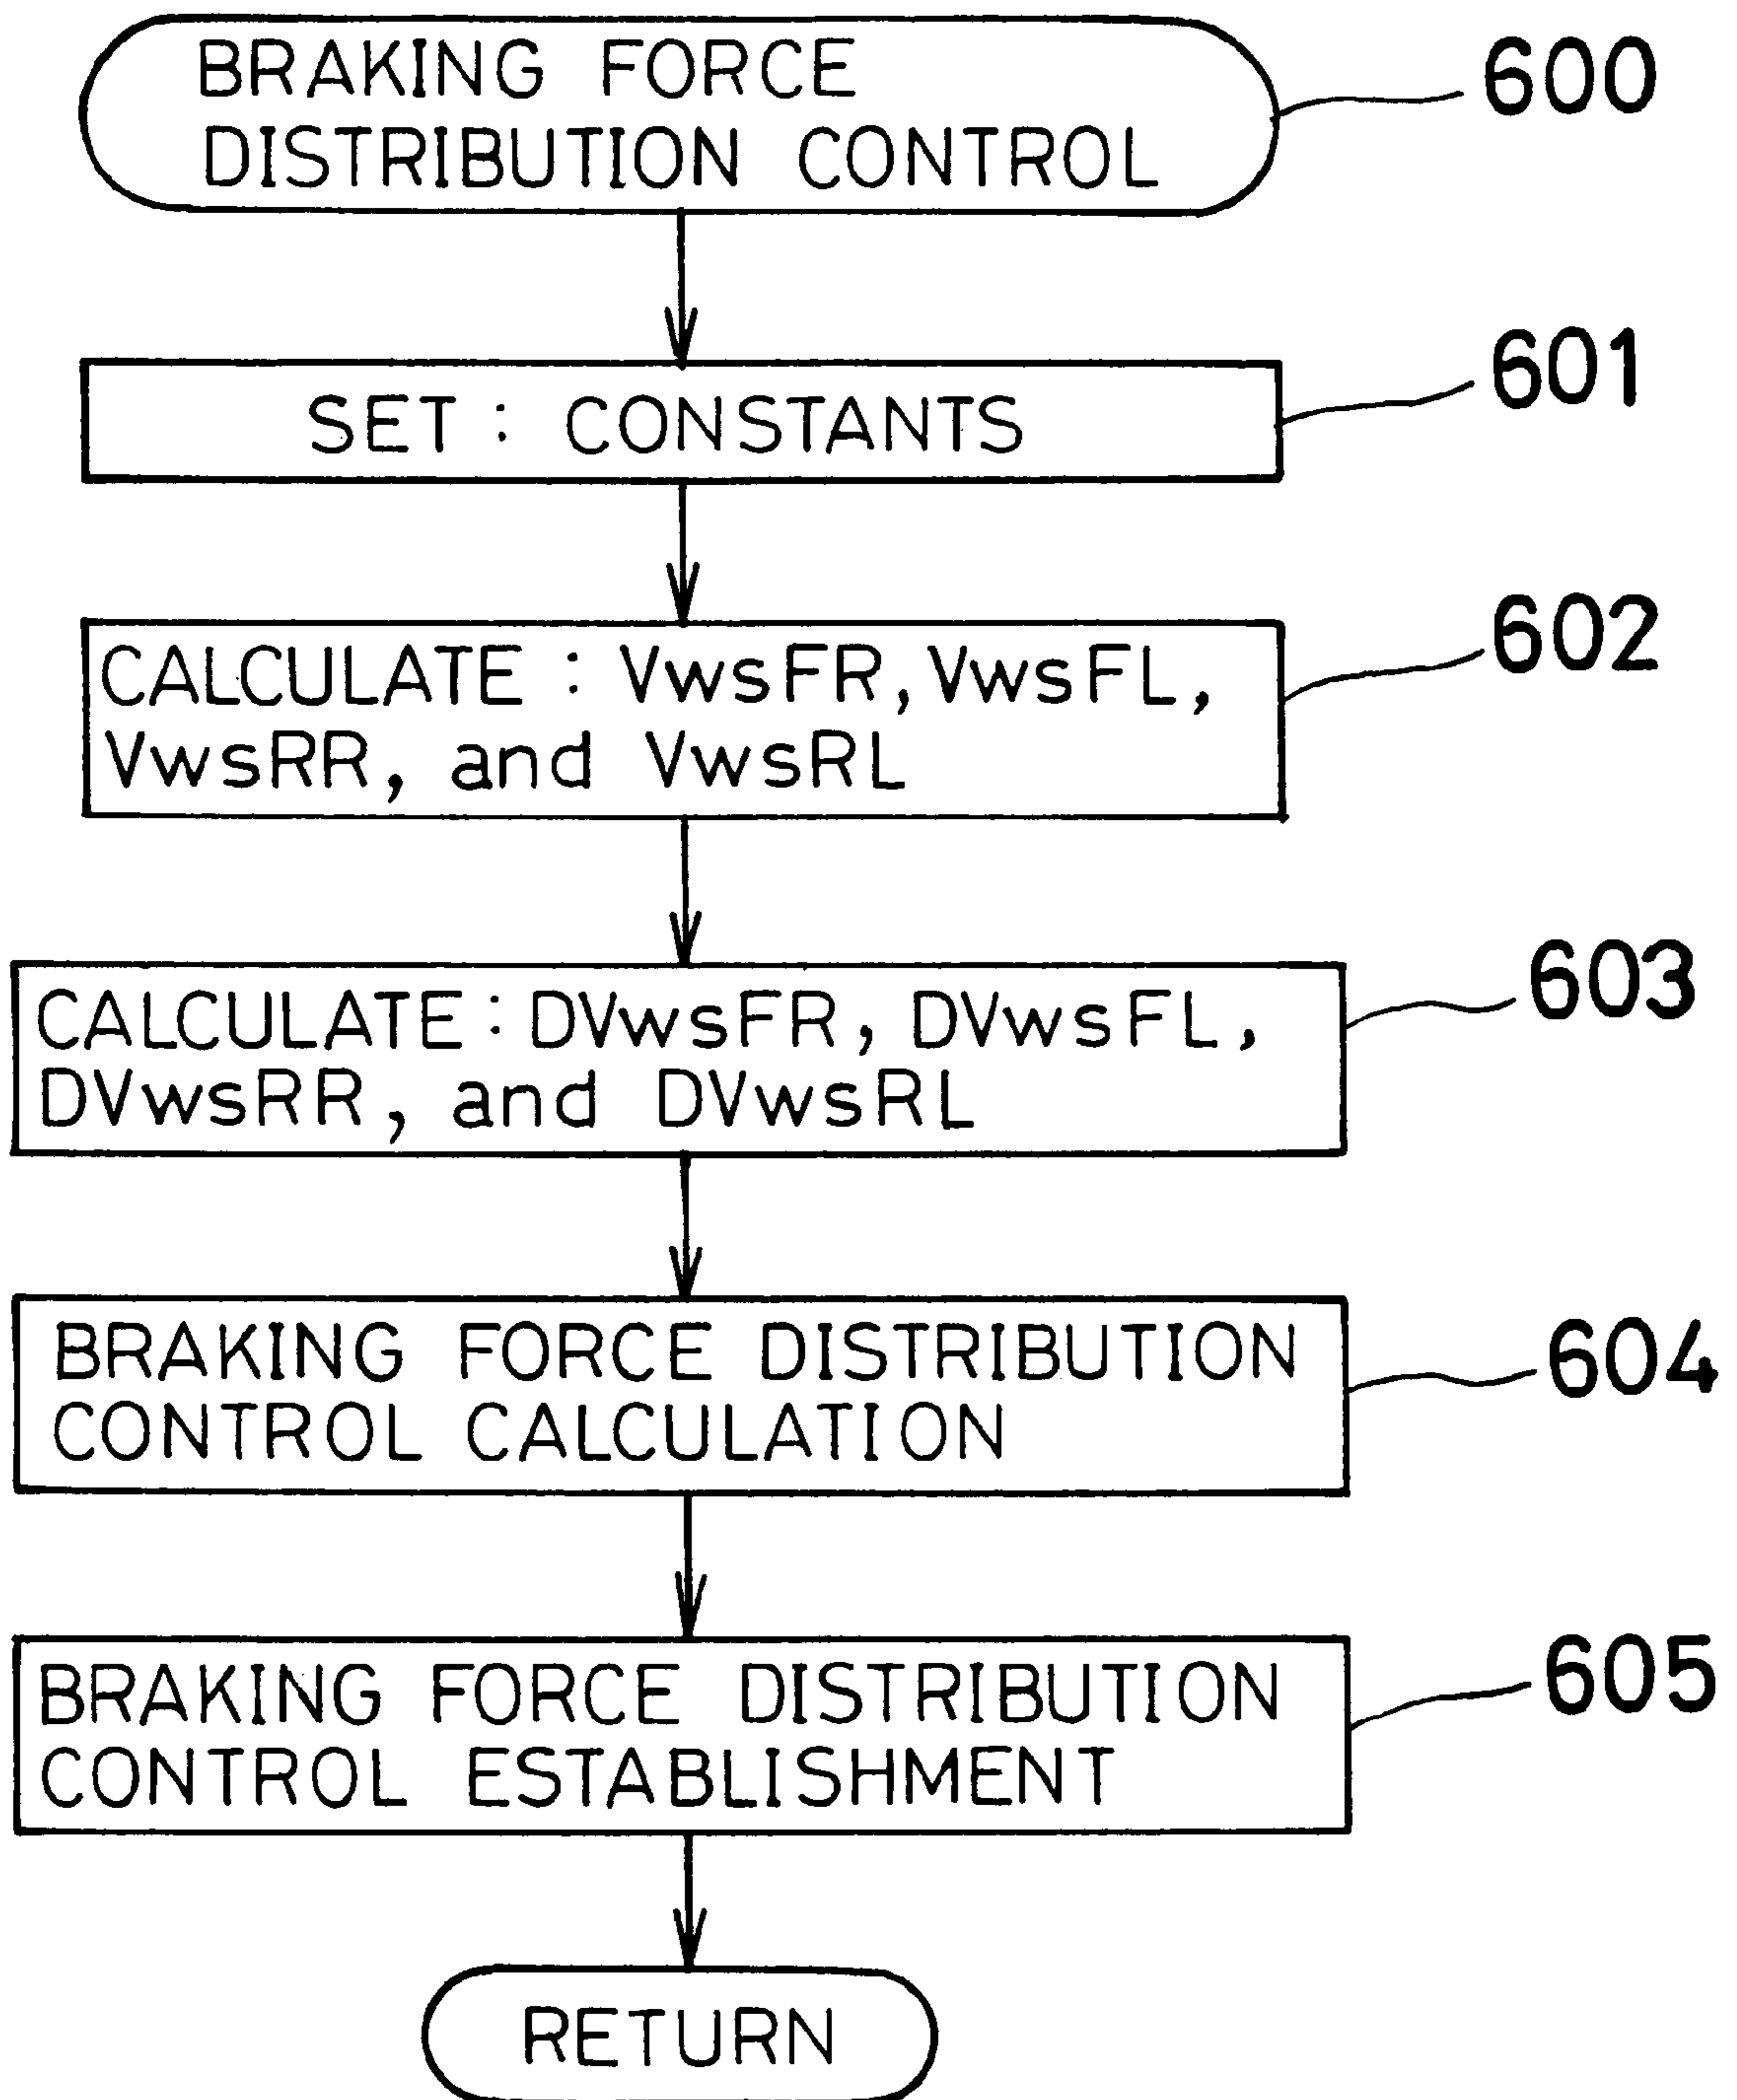 BRAKING FORCE
DISTRIBUTION CONTROL
600
SET : CONSTANTS
601
CALCULATE : VwsFR, VwsFL,
VwsRR, and VwsRL
602
CALCULATE : DVwsFR, DVwsFL,
DVwsRR, and DVwsRL
603
BRAKING FORCE DISTRIBUTION
CONTROL CALCULATION
604
BRAKING FORCE DISTRIBUTION
CONTROL ESTABLISHMENT
605
RETURN